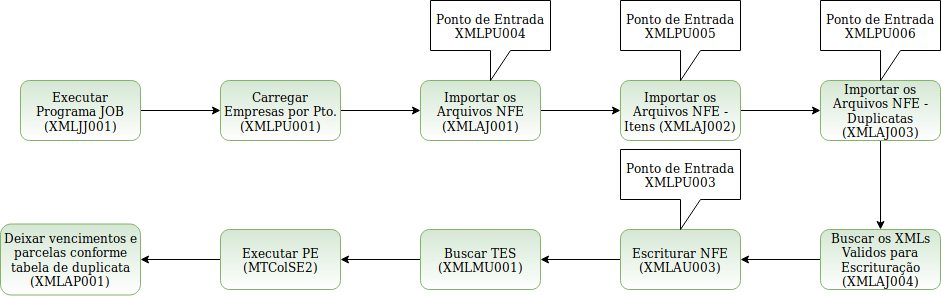 Ponto de Entrada
XMLPU004
Ponto de Entrada
XMLPU005
Ponto de Entrada
XMLPU006
Executar
Programa JOB
(XMLJJ001)
Carregar
Empresas por Pto.
(XMLPU001)
Importar os
Arquivos NFE
(XMLAJ001)
Importar os
Arquivos NFE -
Itens (XMLAJ002)
Importar os
Arquivos NFE -
Duplicatas
(XMLAJ003)
Ponto de Entrada
XMLPU003
Buscar os XMLs
Validos para
Escrituração
(XMLAJ004)
Escriturar NFE
(XMLAU003)
Buscar TES
(XMLMU001)
Executar PE
(MTColSE2)
Deixar vencimentos e
parcelas conforme
tabela de duplicata
(XMLAP001)